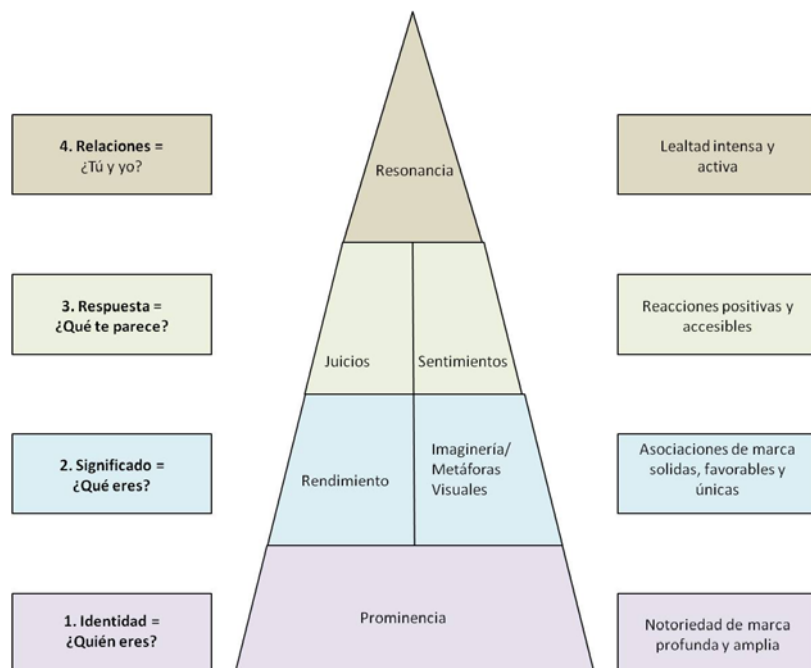 4. Relaciones =
¿Tú y yo?
Resonancia
Lealtad intensa y
activa
3. Respuesta =
¿Qué te parece?
Juicios
Sentimientos
Reacciones positivas y
accesibles
2. Significado =
¿Qué eres?
Rendimiento
Imaginería/
Metáforas
Visuales
Asociaciones de marca
solidas, favorables y
únicas
1. Identidad =
¿Quién eres?
Prominencia
Notoriedad de marca
profunda y amplia